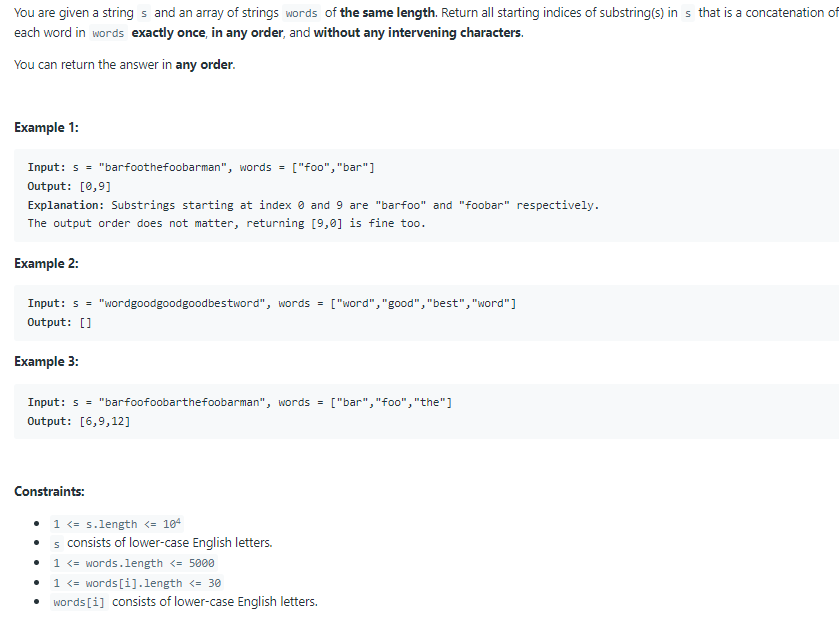 You are given a string s and an array of strings words of the same length. Return all starting indices of substring(s) in s that is a concatenation of
each word in words exactly once, in any order, and without any intervening characters.
You can return the answer in any order.
Example 1:
Input: s = "barfoothefoobarman", words = ["foo","bar"]
Output: [0,9]
Explanation: Substrings starting at index 0 and 9 are "barfoo" and "foobar" respectively.
The output order does not matter, returning [9,0] is fine too.
Example 2:
Input: s = "wordgoodgoodgoodbestword", words = ["word","good","best","word"]
Output: []
Example 3:
Input: s = "barfoofoobarthefoobarman", words = ["bar","foo","the"]
Output: [6,9,12]
Constraints:
• 1 <= s.length <= 10⁴
• s consists of lower-case English letters.
• 1 <= words.length <= 5000
• 1 <= words[i].length <= 30
• words[i] consists of lower-case English letters.